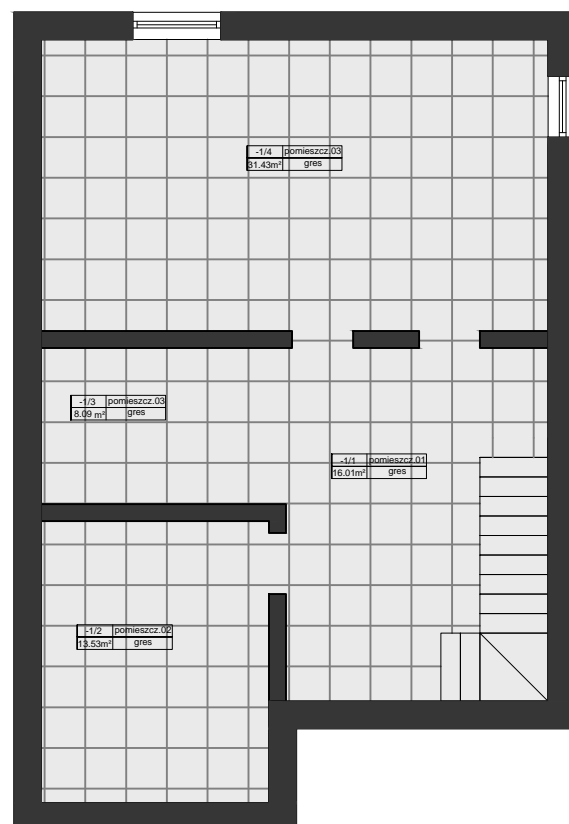 -1/4 pomieszcz.03
31.43m² gres
-1/3 pomieszcz.03
8.09 m² gres
-1/1 pomieszcz.01
16.01m² gres
-1/2 pomieszcz.02
13.53m² gres